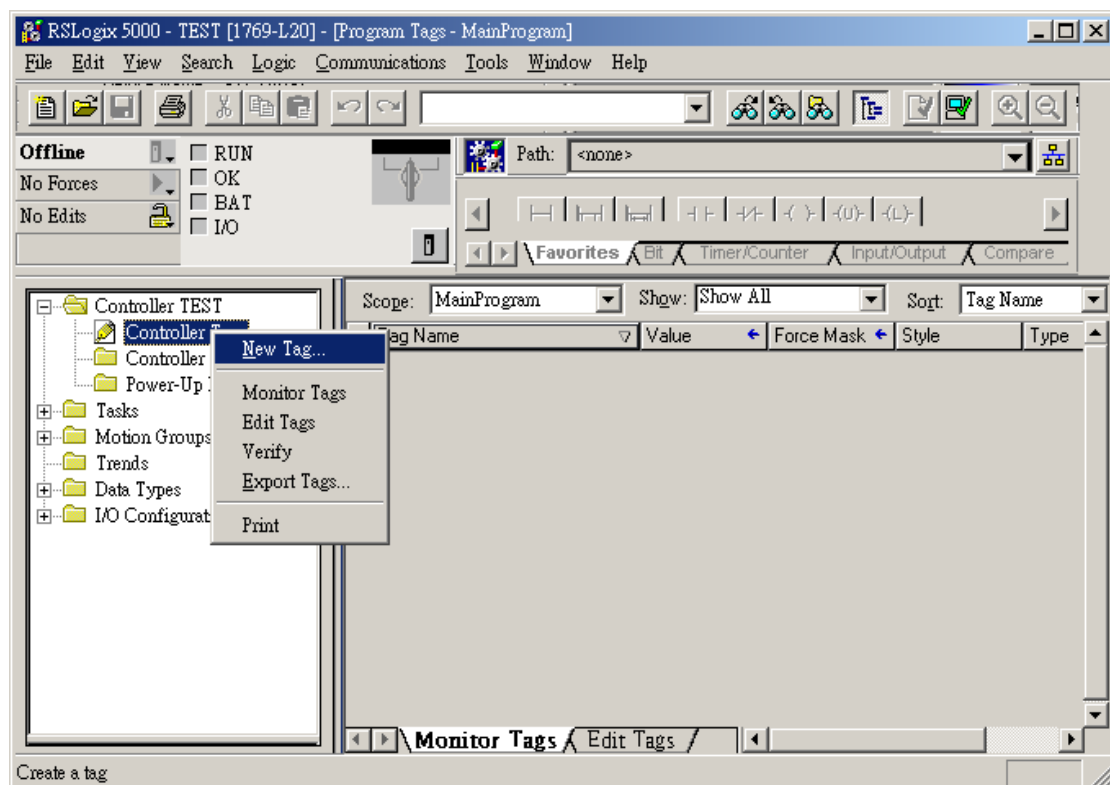 RSLogix 5000 - TEST [1769-L20] - [Program Tags - MainProgram]
File Edit View Search Logic Communications Tools Window Help
Offline
RUN
Path: <none>
No Forces
OK
No Edits
BAT
I/O
Favorites Bit Timer/Counter Input/Output Compare
Controller TEST
Scope: MainProgram Show: Show All Sort: Tag Name
Controller
Tag Name Value Force Mask Style Type
New Tag...
Controller
Power-Up
Monitor Tags
Tasks
Edit Tags
Motion Groups
Verify
Trends
Export Tags...
Data Types
I/O Configurat
Print
Monitor Tags Edit Tags
Create a tag